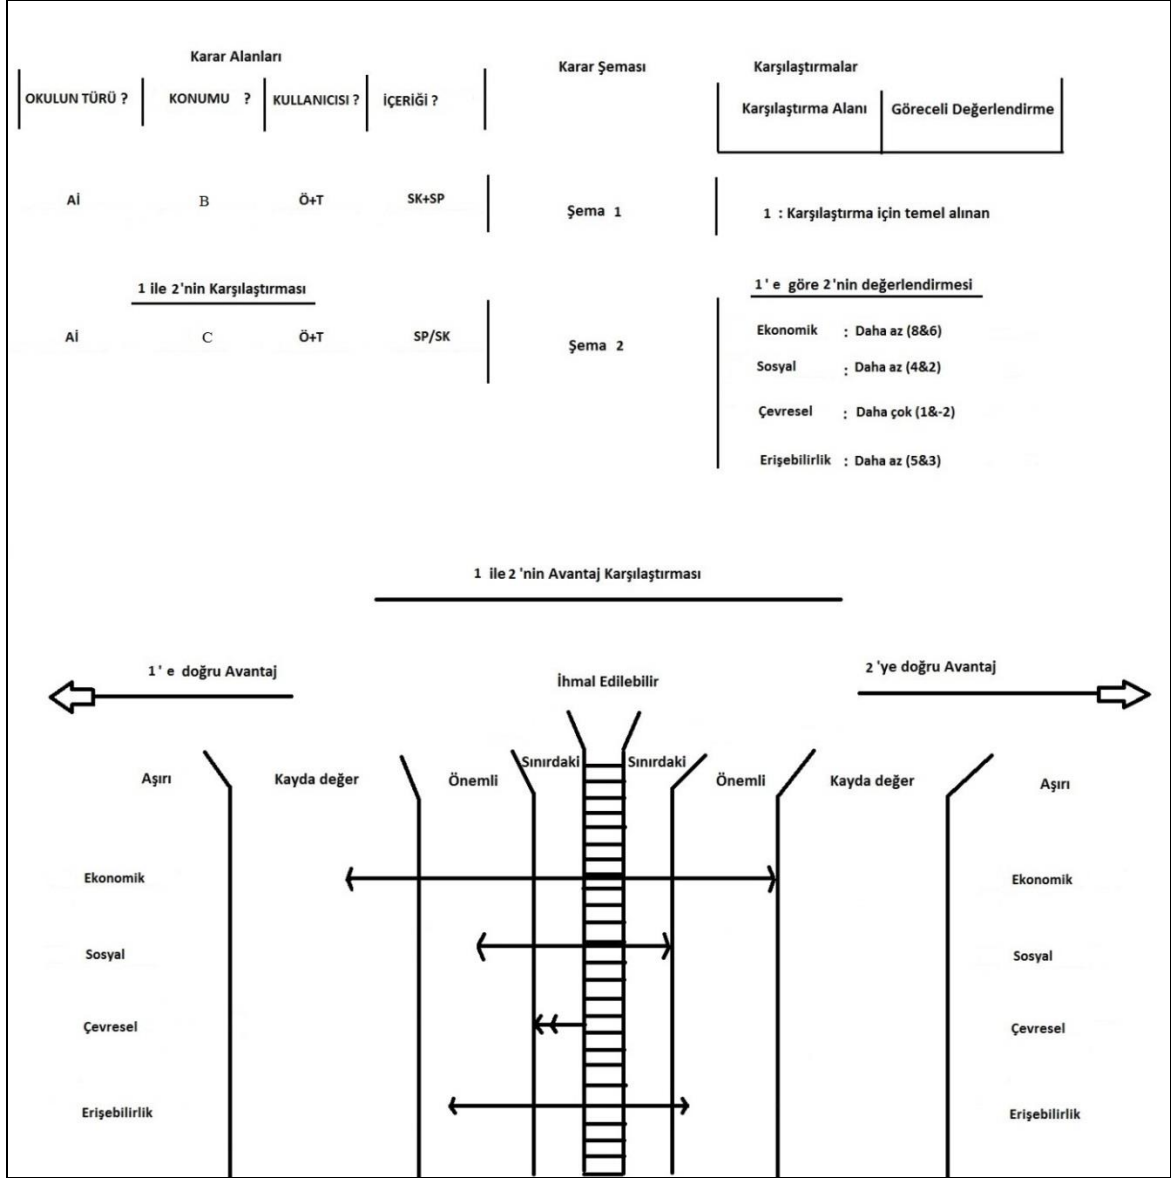 Karar Alanları
Karar Şeması
Karşılaştırmalar
OKULUN TÜRÜ ?
KONUMU ?
KULLANICISI ?
İÇERİĞİ ?
Karşılaştırma Alanı
Göreceli Değerlendirme
Aİ
B
Ö+T
SK+SP
Şema 1
1 : Karşılaştırma için temel alınan
1 ile 2'nin Karşılaştırması
1' e göre 2'nin değerlendirmesi
Aİ
C
Ö+T
SP/SK
Şema 2
Ekonomik : Daha az (8&6)
Sosyal : Daha az (4&2)
Çevresel : Daha çok (1&-2)
Erişebilirlik : Daha az (5&3)
1 ile 2 'nin Avantaj Karşılaştırması
1' e doğru Avantaj
İhmal Edilebilir
2 'ye doğru Avantaj
Aşırı
Kayda değer
Önemli
Sınırdaki
Sınırdaki
Önemli
Kayda değer
Aşırı
Ekonomik
Ekonomik
Sosyal
Sosyal
Çevresel
Çevresel
Erişebilirlik
Erişebilirlik